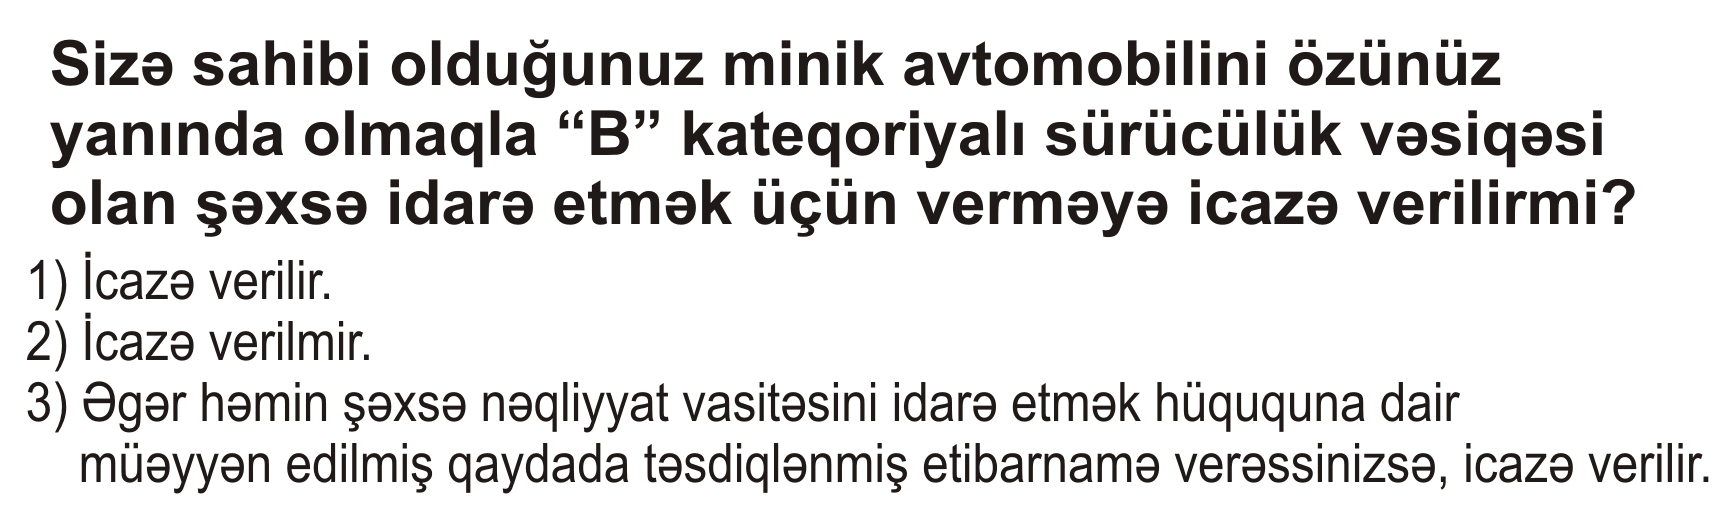 Sizə sahibi olduğunuz minik avtomobilini özünüz
yanında olmaqla “B” kateqoriyalı sürücülük vəsiqəsi
olan şəxsə idarə etmək üçün verməyə icazə verilirmi?
1) İcazə verilir.
2) İcazə verilmir.
3) Əgər həmin şəxsə nəqliyyat vasitəsini idarə etmək hüququna dair
müəyyən edilmiş qaydada təsdiqlənmiş etibarnamə verəssinizsə, icazə verilir.